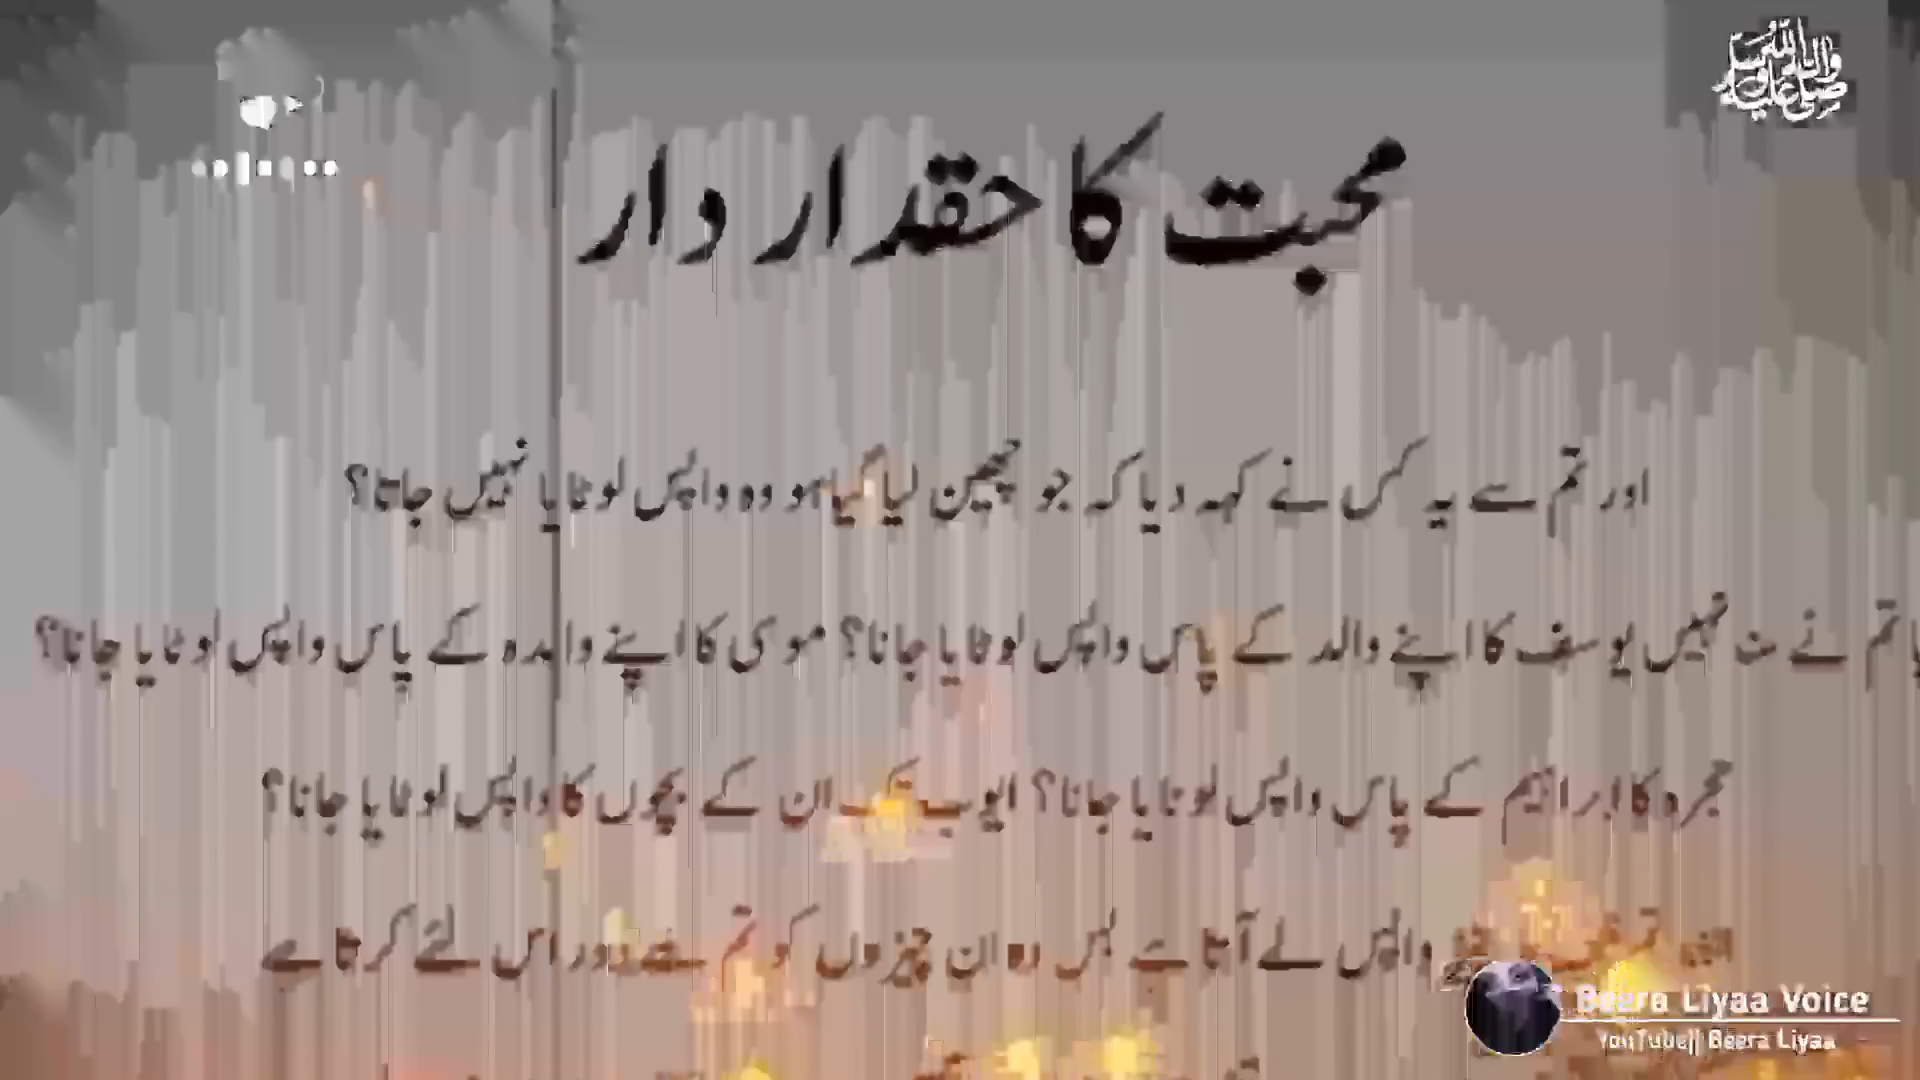 صلی اللہ علیہ وآلہ وسلم
محبت کا حقدار دار
اور تم سے یہ کس نے کہہ دیا کہ جو چھین لیا گیا ہو وہ واپس لوٹایا نہیں جاتا؟
تم نے نہیں یوسف کا اپنے والد کے پاس واپس لوٹایا جانا؟ موسی کا اپنے والدہ کے پاس واپس لوٹایا جانا؟
حجرہ کا ابراہیم کے پاس واپس لوٹایا جانا؟ ایوب تک ان کے بچوں کا واپس لوٹایا جانا؟
واپس لے آتا ہے بس وہ ان چیزوں کو تم سے دور اس لئے کرتا ہے
Beera Liyaa Voice
YouTube|| Beera Liyaa